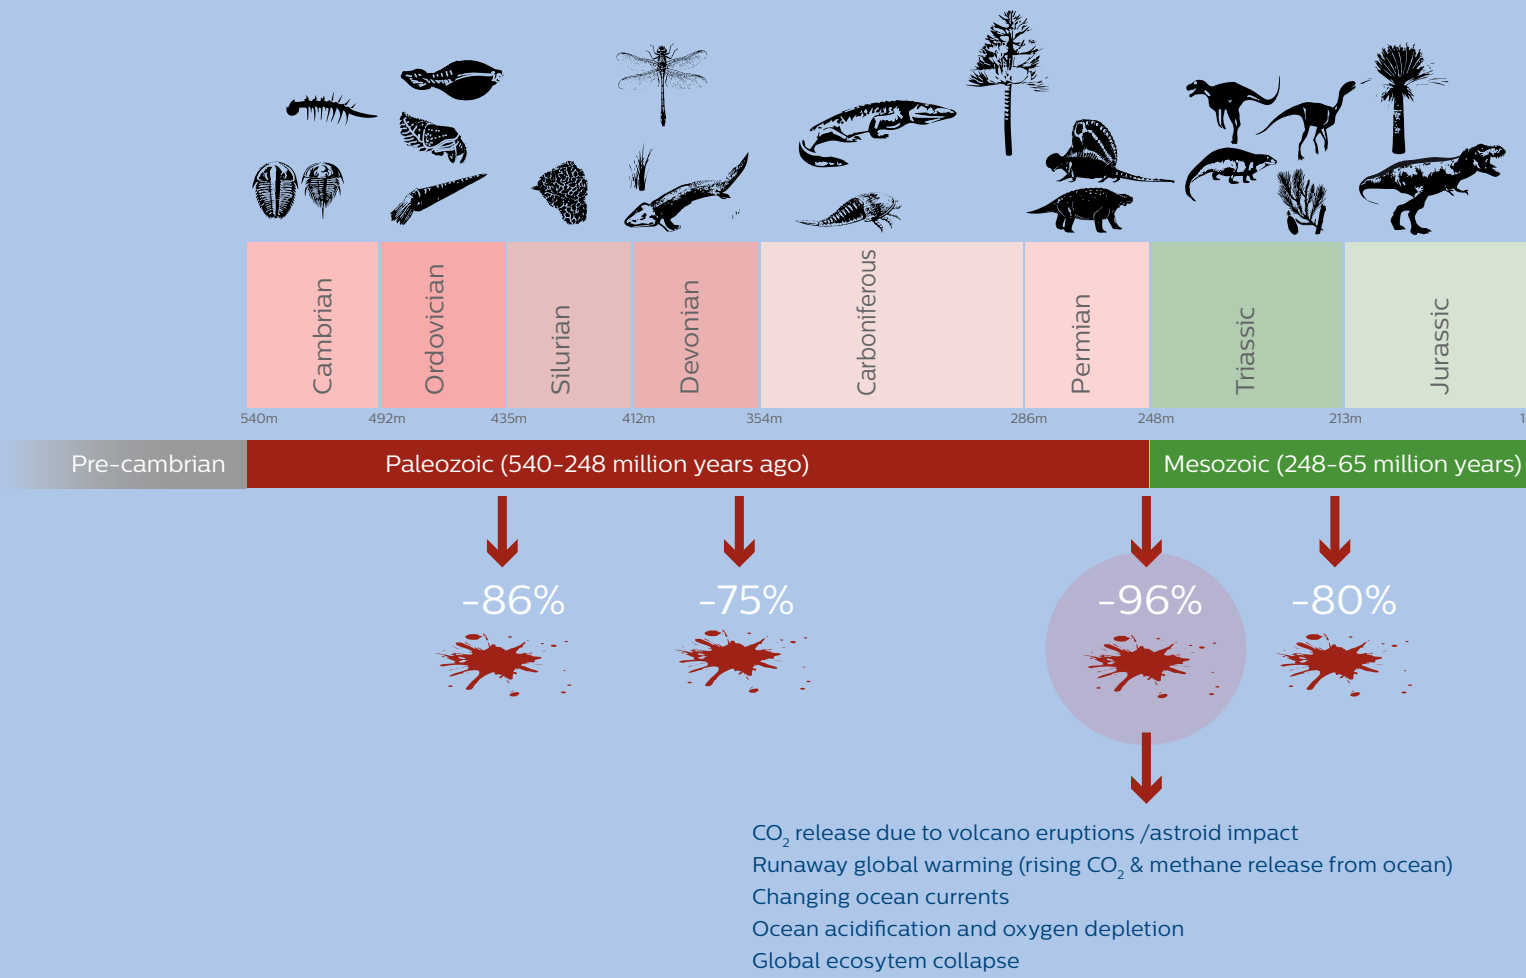 Cambrian
Ordovician
Silurian
Devonian
Carboniferous
Permian
Triassic
Jurassic
540m 492m 435m 412m 354m 286m 248m 213m
Pre-cambrian Paleozoic (540-248 million years ago) Mesozoic (248-65 million years)
-86% -75% -96% -80%
CO₂ release due to volcano eruptions /astroid impact
Runaway global warming (rising CO₂ & methane release from ocean)
Changing ocean currents
Ocean acidification and oxygen depletion
Global ecosytem collapse